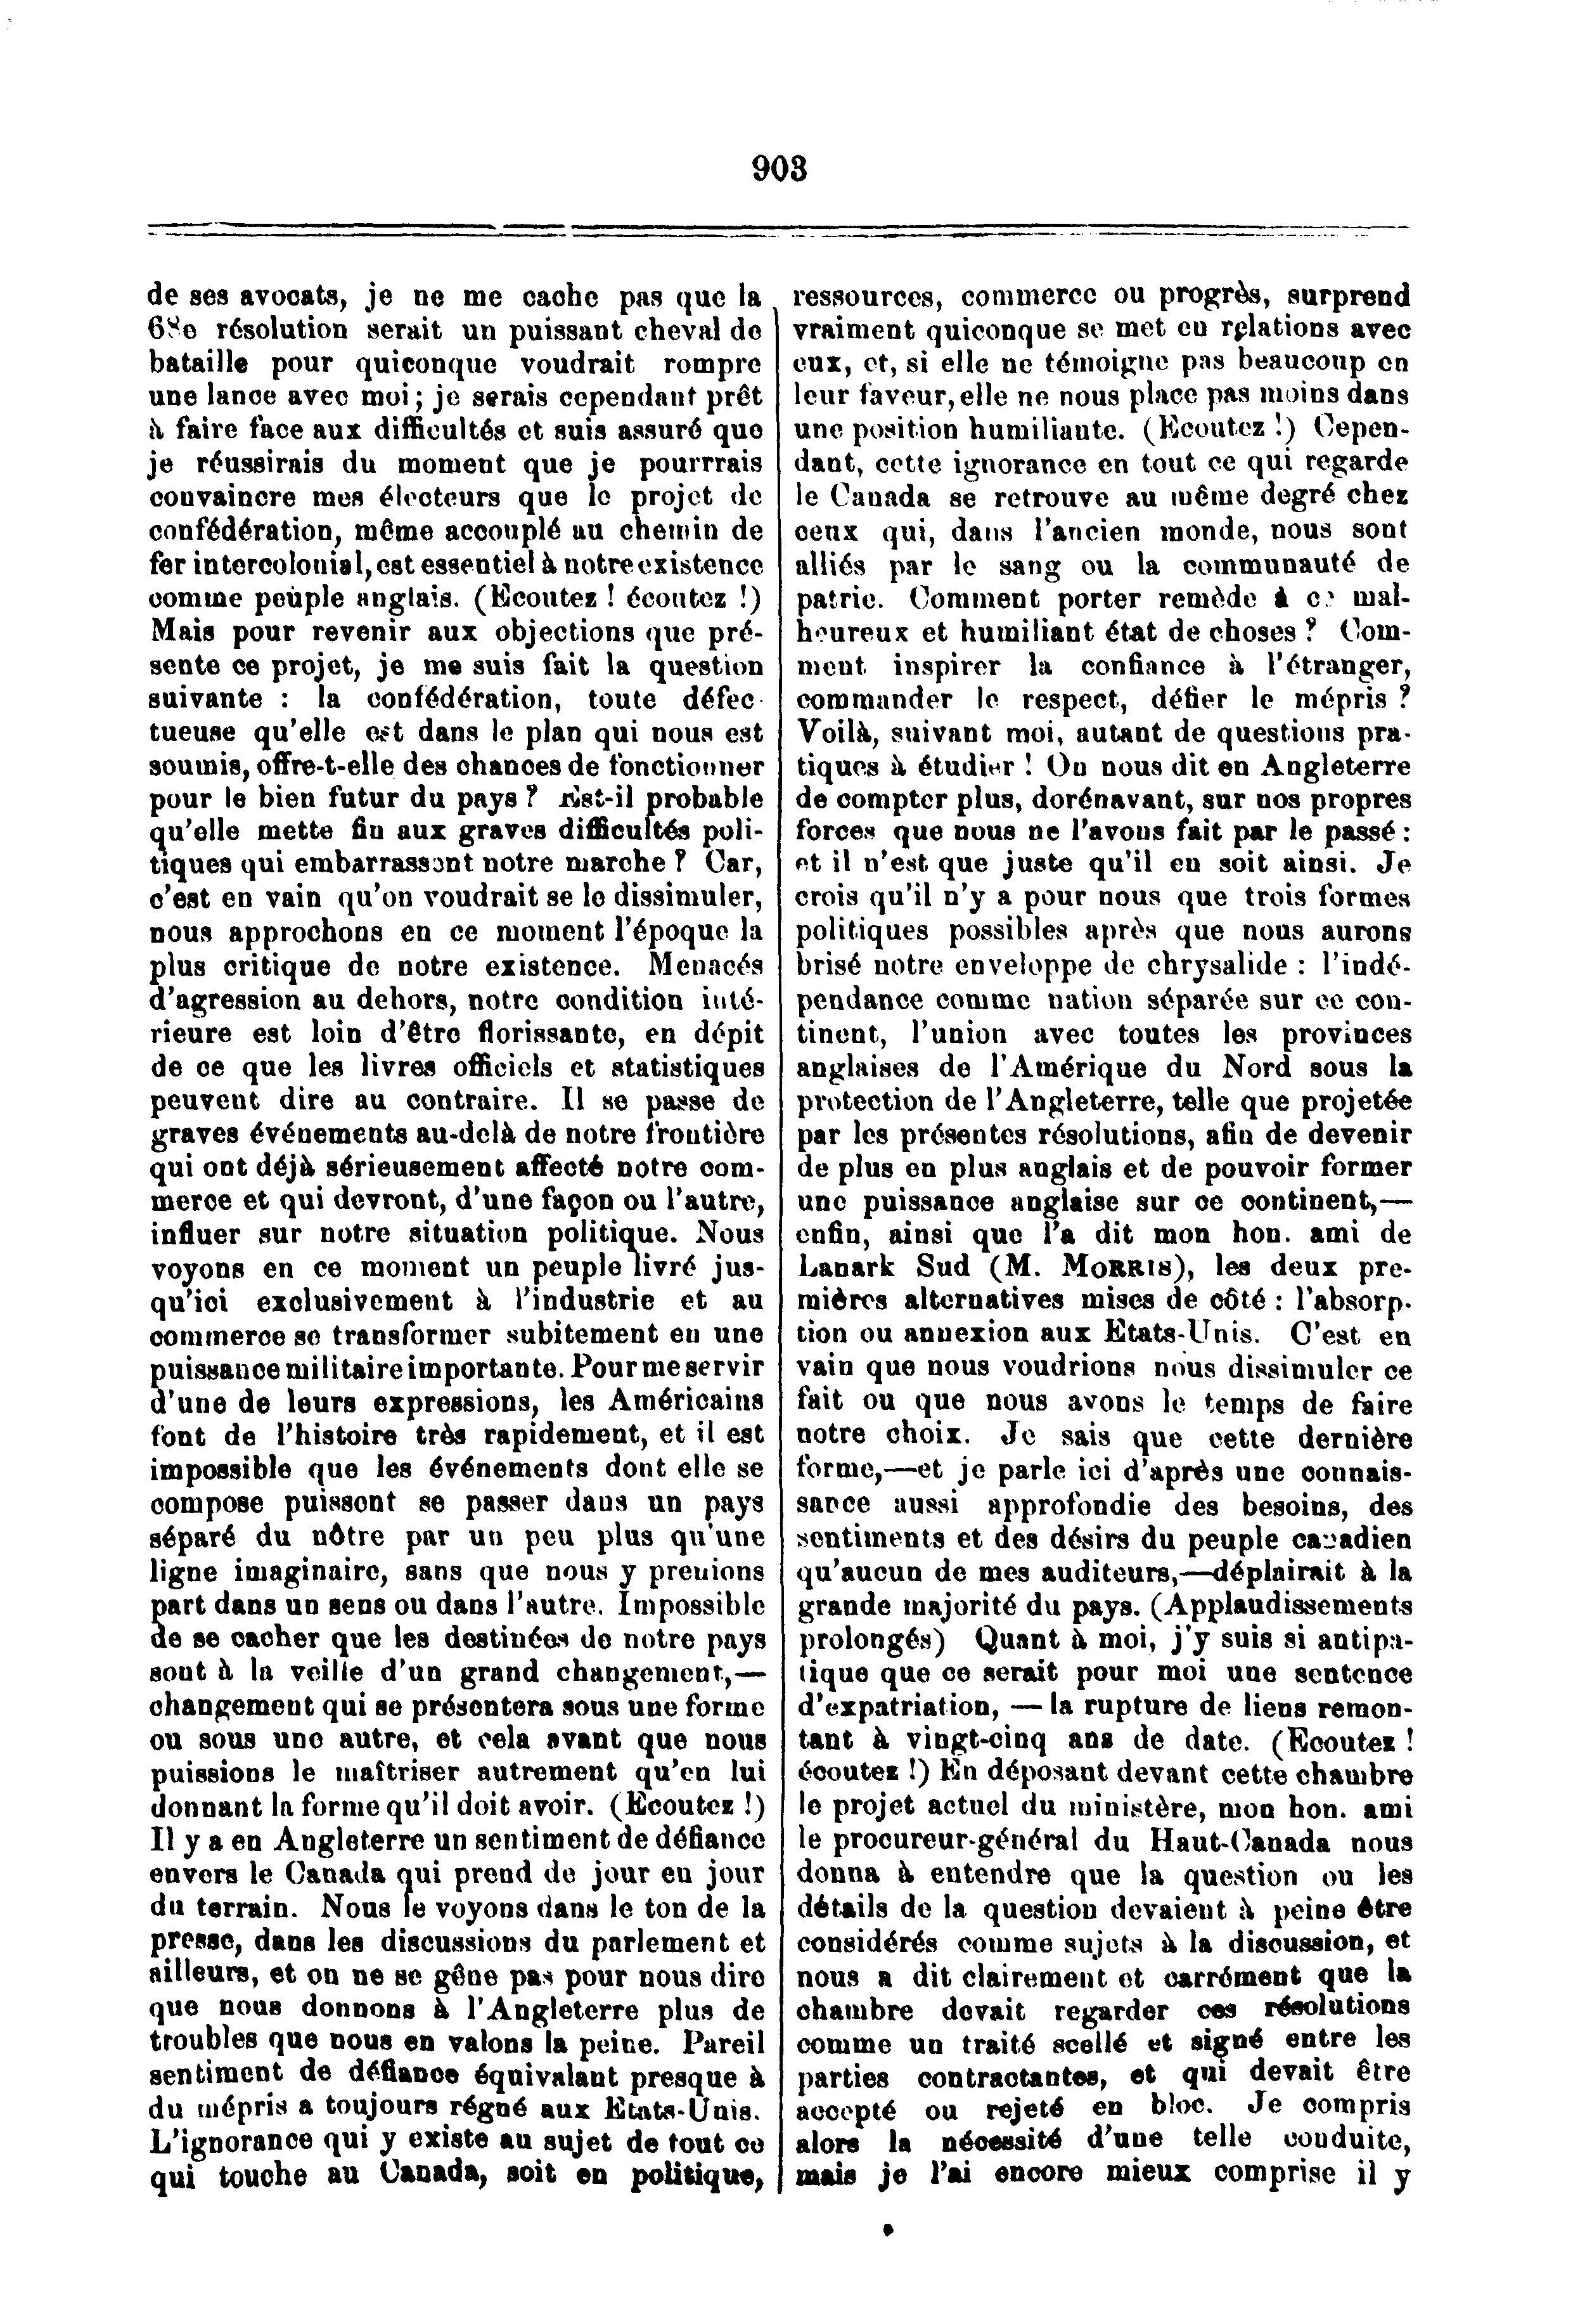 903
de ses avocats, je ne me cache pas que la
68e résolution serait un puissant cheval de
bataille pour quiconque voudrait rompre
une lance avec moi ; je serais cependant prêt
à faire face aux difficultés et suis assuré que
je réussirais du moment que je pourrrais
convaincre mes électeurs que le projet de
confédération, même accouplé au chemin de
fer intercolonial, est essentiel à notre existence
comme peuple anglais. (Ecoutez ! écoutez !)
Mais pour revenir aux objections que pré-
sente ce projet, je me suis fait la question
suivante : la confédération, toute défec-
tueuse qu'elle est dans le plan qui nous est
soumis, offre-t-elle des chances de fonctionner
pour le bien futur du pays ? Est-il probable
qu'elle mette fin aux graves difficultés poli-
tiques qui embarrassent notre marche ? Car,
c'est en vain qu'on voudrait se le dissimuler,
nous approchons en ce moment l'époque la
plus critique de notre existence. Menacés
d'agression au dehors, notre condition inté-
rieure est loin d'être florissante, en dépit
de ce que les livres officiels et statistiques
peuvent dire au contraire. Il se passe de
graves événements au-delà de notre frontière
qui ont déjà sérieusement affecté notre com-
merce et qui devront, d'une façon ou l'autre,
influer sur notre situation politique. Nous
voyons en ce moment un peuple livré jus-
qu'ici exclusivement à l'industrie et au
commerce se transformer subitement en une
puissance militaire importante. Pour me servir
d'une de leurs expressions, les Américains
font de l'histoire très rapidement, et il est
impossible que les événements dont elle se
compose puissent se passer dans un pays
séparé du nôtre par un peu plus qu'une
ligne imaginaire, sans que nous y prenions
part dans un sens ou dans l'autre. Impossible
de se cacher que les destinées de notre pays
sont à la veille d'un grand changement,—
changement qui se présentera sous une forme
ou sous une autre, et cela avant que nous
puissions le maîtriser autrement qu'en lui
donnant la forme qu'il doit avoir. (Ecoutez !)
Il y a en Angleterre un sentiment de défiance
envers le Canada qui prend de jour en jour
du terrain. Nous le voyons dans le ton de la
presse, dans les discussions du parlement et
ailleurs, et on ne se gêne pas pour nous dire
que nous donnons à l'Angleterre plus de
troubles que nous en valons la peine. Pareil
sentiment de défiance équivalant presque à
du mépris a toujours régné aux Etats-Unis.
L'ignorance qui y existe au sujet de tout ce
qui touche au Canada, soit en politique,
ressources, commerce ou progrès, surprend
vraiment quiconque se met en relations avec
eux, et, si elle ne témoigne pas beaucoup en
leur faveur, elle ne nous place pas moins dans
une position humiliante. (Ecoutez !) Cepen-
dant, cette ignorance en tout ce qui regarde
le Canada se retrouve au même degré chez
ceux qui, dans l'ancien monde, nous sont
alliés par le sang ou la communauté de
patrie. Comment porter remède à ce mal-
heureux et humiliant état de choses ? Com-
ment inspirer la confiance à l'étranger,
commander le respect, défier le mépris ?
Voilà, suivant moi, autant de questions pra-
tiques à étudier ! On nous dit en Angleterre
de compter plus, dorénavant, sur nos propres
forces que nous ne l'avons fait par le passé :
et il n'est que juste qu'il en soit ainsi. Je
crois qu'il n'y a pour nous que trois formes
politiques possibles après que nous aurons
brisé notre enveloppe de chrysalide : l'indé-
pendance comme nation séparée sur ce con-
tinent, l'union avec toutes les provinces
anglaises de l'Amérique du Nord sous la
protection de l'Angleterre, telle que projetée
par les présentes résolutions, afin de devenir
de plus en plus anglais et de pouvoir former
une puissance anglaise sur ce continent,—
enfin, ainsi que l'a dit mon hon. ami de
Lanark Sud (M. MORRIS), les deux pre-
mières alternatives mises de côté : l'absorp-
tion ou annexion aux Etats-Unis. C'est en
vain que nous voudrions nous dissimuler ce
fait ou que nous avons le temps de faire
notre choix. Je sais que cette dernière
forme,—et je parle ici d'après une connais-
sance aussi approfondie des besoins, des
sentiments et des désirs du peuple canadien
qu'aucun de mes auditeurs,—déplairait à la
grande majorité du pays. (Applaudissements
prolongés) Quant à moi, j'y suis si antipa-
tique que ce serait pour moi une sentence
d'expatriation, — la rupture de liens remon-
tant à vingt-cinq ans de date. (Ecoutez !
écoutez !) En déposant devant cette chambre
le projet actuel du ministère, mon hon. ami
le procureur-général du Haut-Canada nous
donna à entendre que la question ou les
détails de la question devaient à peine être
considérés comme sujets à la discussion, et
nous a dit clairement et carrément que la
chambre devait regarder ces résolutions
comme un traité scellé et signé entre les
parties contractantes, et qui devait être
accepté ou rejeté en bloc. Je compris
alors la nécessité d'une telle conduite,
mais je l'ai encore mieux comprise il y